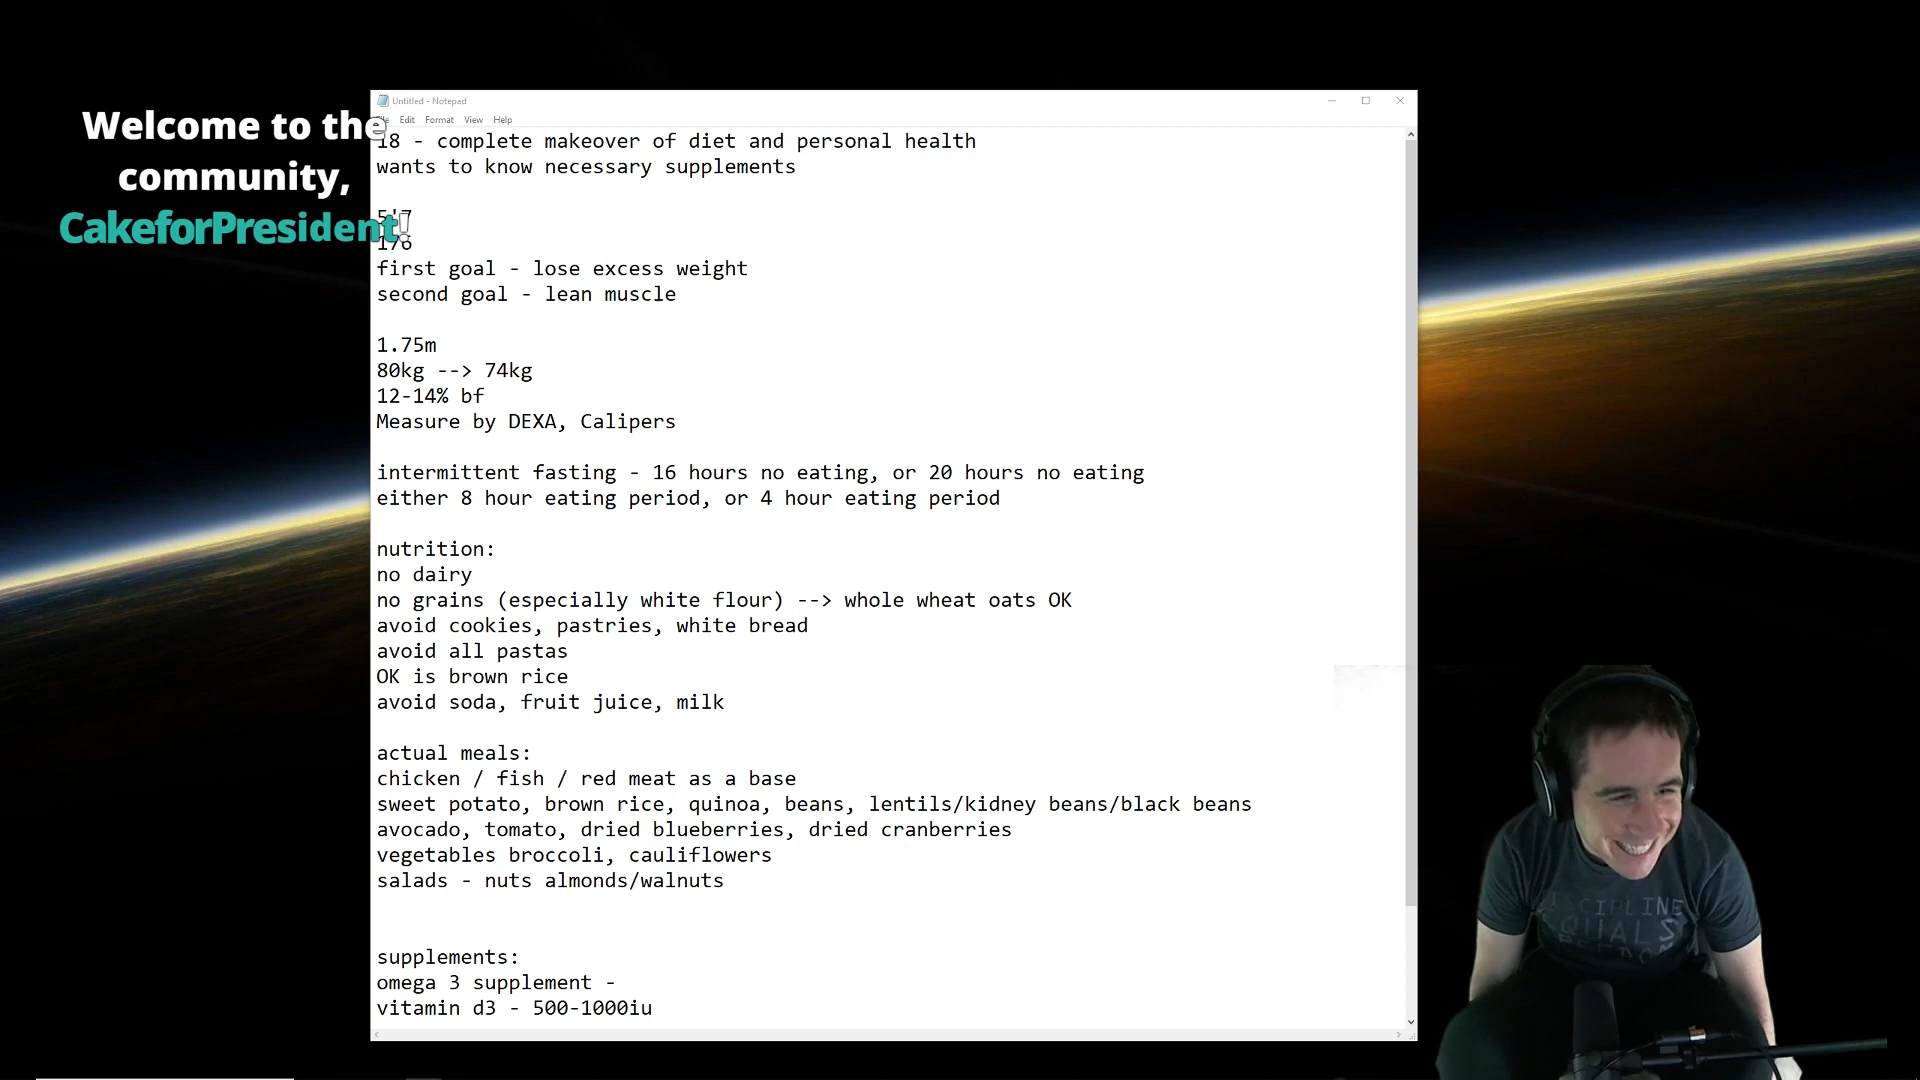 Welcome to the
community,
CakeforPresident!
Untitled - Notepad
Edit Format View Help
18 - complete makeover of diet and personal health
wants to know necessary supplements
5'7
176
first goal - lose excess weight
second goal - lean muscle
1.75m
80kg --> 74kg
12-14% bf
Measure by DEXA, Calipers
intermittent fasting - 16 hours no eating, or 20 hours no eating
either 8 hour eating period, or 4 hour eating period
nutrition:
no dairy
no grains (especially white flour) --> whole wheat oats OK
avoid cookies, pastries, white bread
avoid all pastas
OK is brown rice
avoid soda, fruit juice, milk
actual meals:
chicken / fish / red meat as a base
sweet potato, brown rice, quinoa, beans, lentils/kidney beans/black beans
avocado, tomato, dried blueberries, dried cranberries
vegetables broccoli, cauliflowers
salads - nuts almonds/walnuts
supplements:
omega 3 supplement -
vitamin d3 - 500-1000iu
DISCIPLINE
EQUALS
FREEDOM